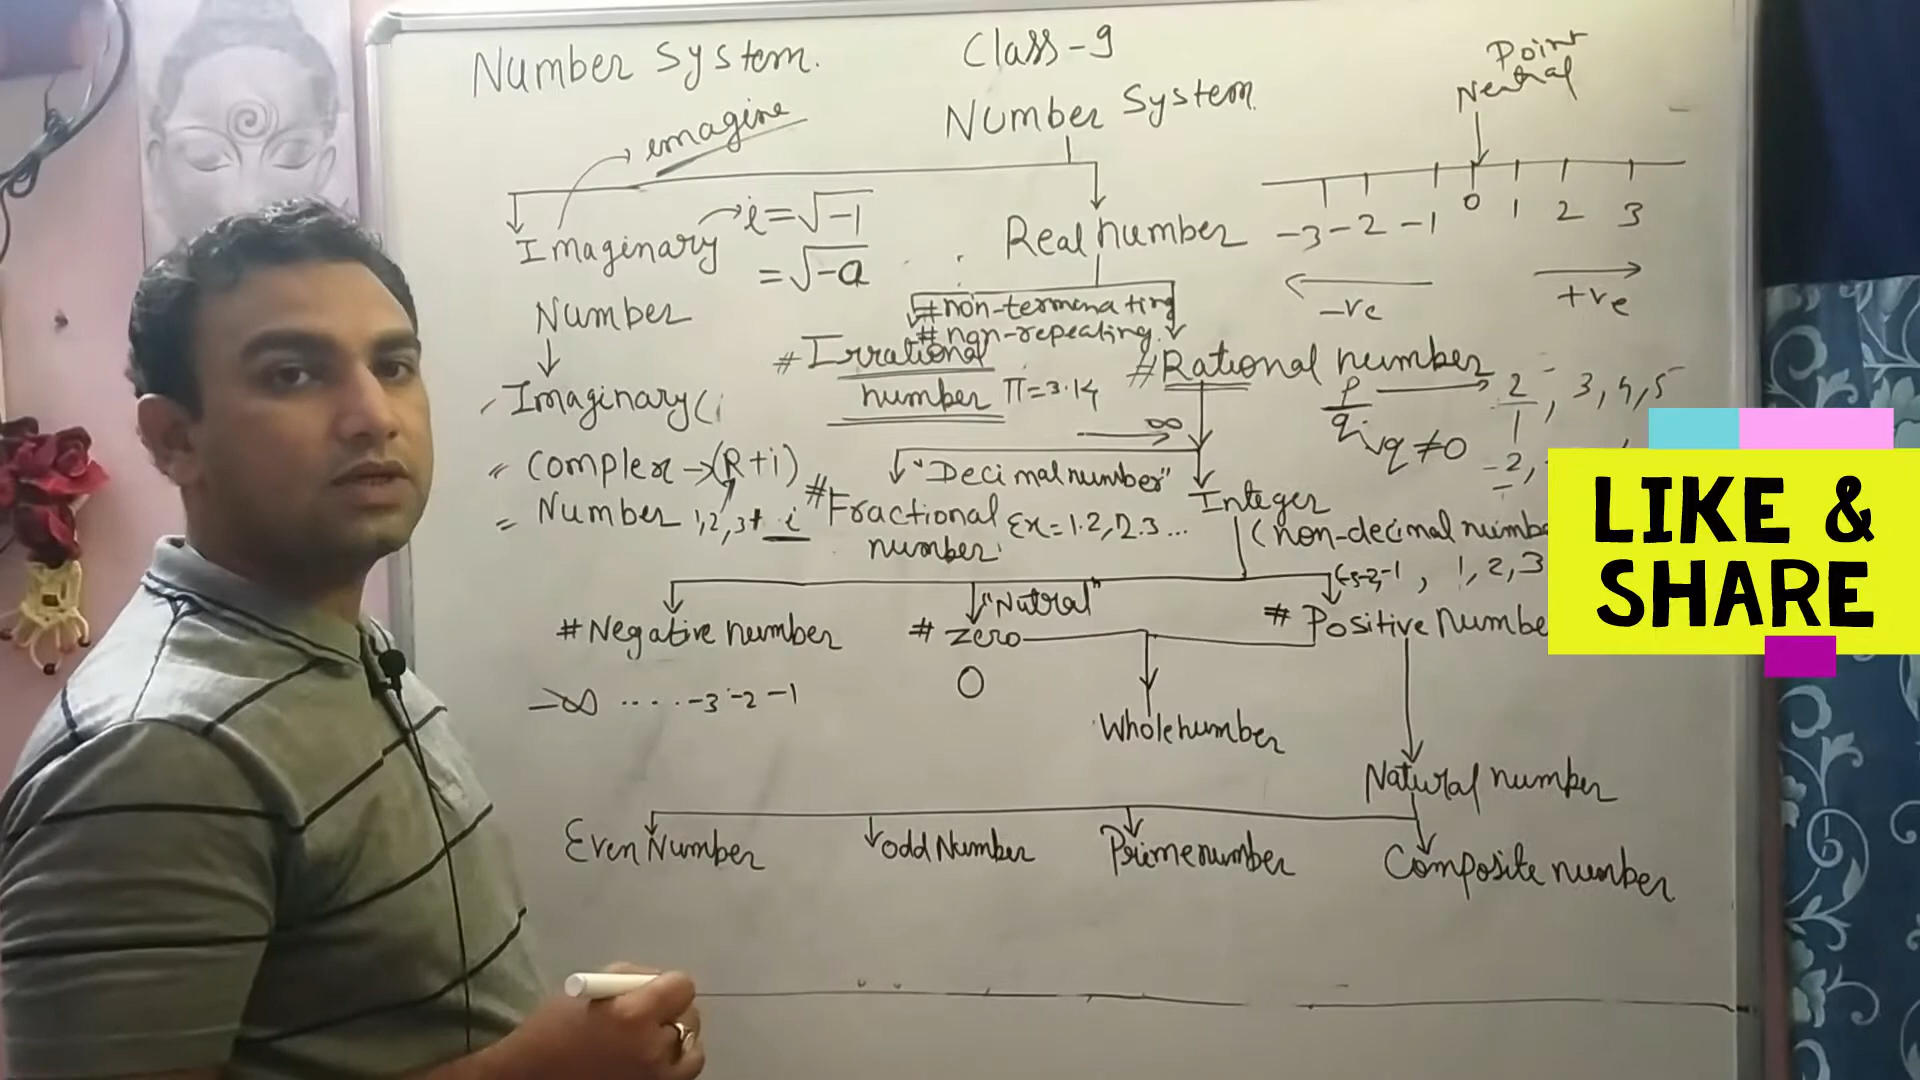 Number System.
Class-9
Number System
imagine
Point
Neutral
Imaginary
i=√-1
=√-a
Number
Real number
-3 -2 -1 0 1 2 3
-ve
+ve
#non-terminating
#non-repeating.
#Irrational
number
π=3.14
#Rational number
p
q, q≠0
2
1
, 3, 4, 5
-2,
Imaginary(i
Complex→(R+i)
Number 1,2,3+ i
∞
"Decimal number"
#Fractional
number
Ex=1.2, 2.3...
Integer
(non-decimal numbe
-1, 1, 2, 3
#Negative number
-∞ .... -3 -2 -1
"Nutral"
# zero
0
# Positive Numbe
Whole number
Natural number
Even Number
odd Number
Prime number
Composite number
LIKE &
SHARE